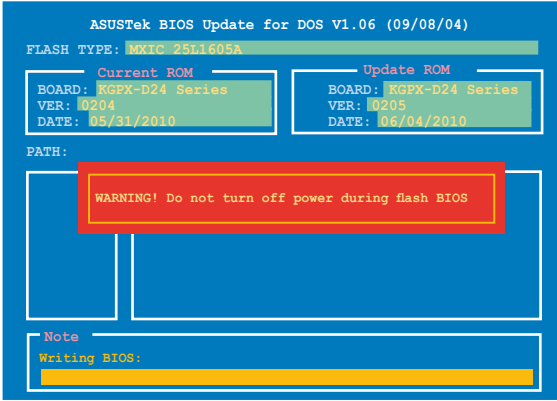 ASUSTek BIOS Update for DOS V1.06 (09/08/04)
FLASH TYPE: MXIC 25L1605A
Current ROM
BOARD: KGPX-D24 Series
VER: 0204
DATE: 05/31/2010
Update ROM
BOARD: KGPX-D24 Series
VER: 0205
DATE: 06/04/2010
PATH:
WARNING! Do not turn off power during flash BIOS
Note
Writing BIOS: